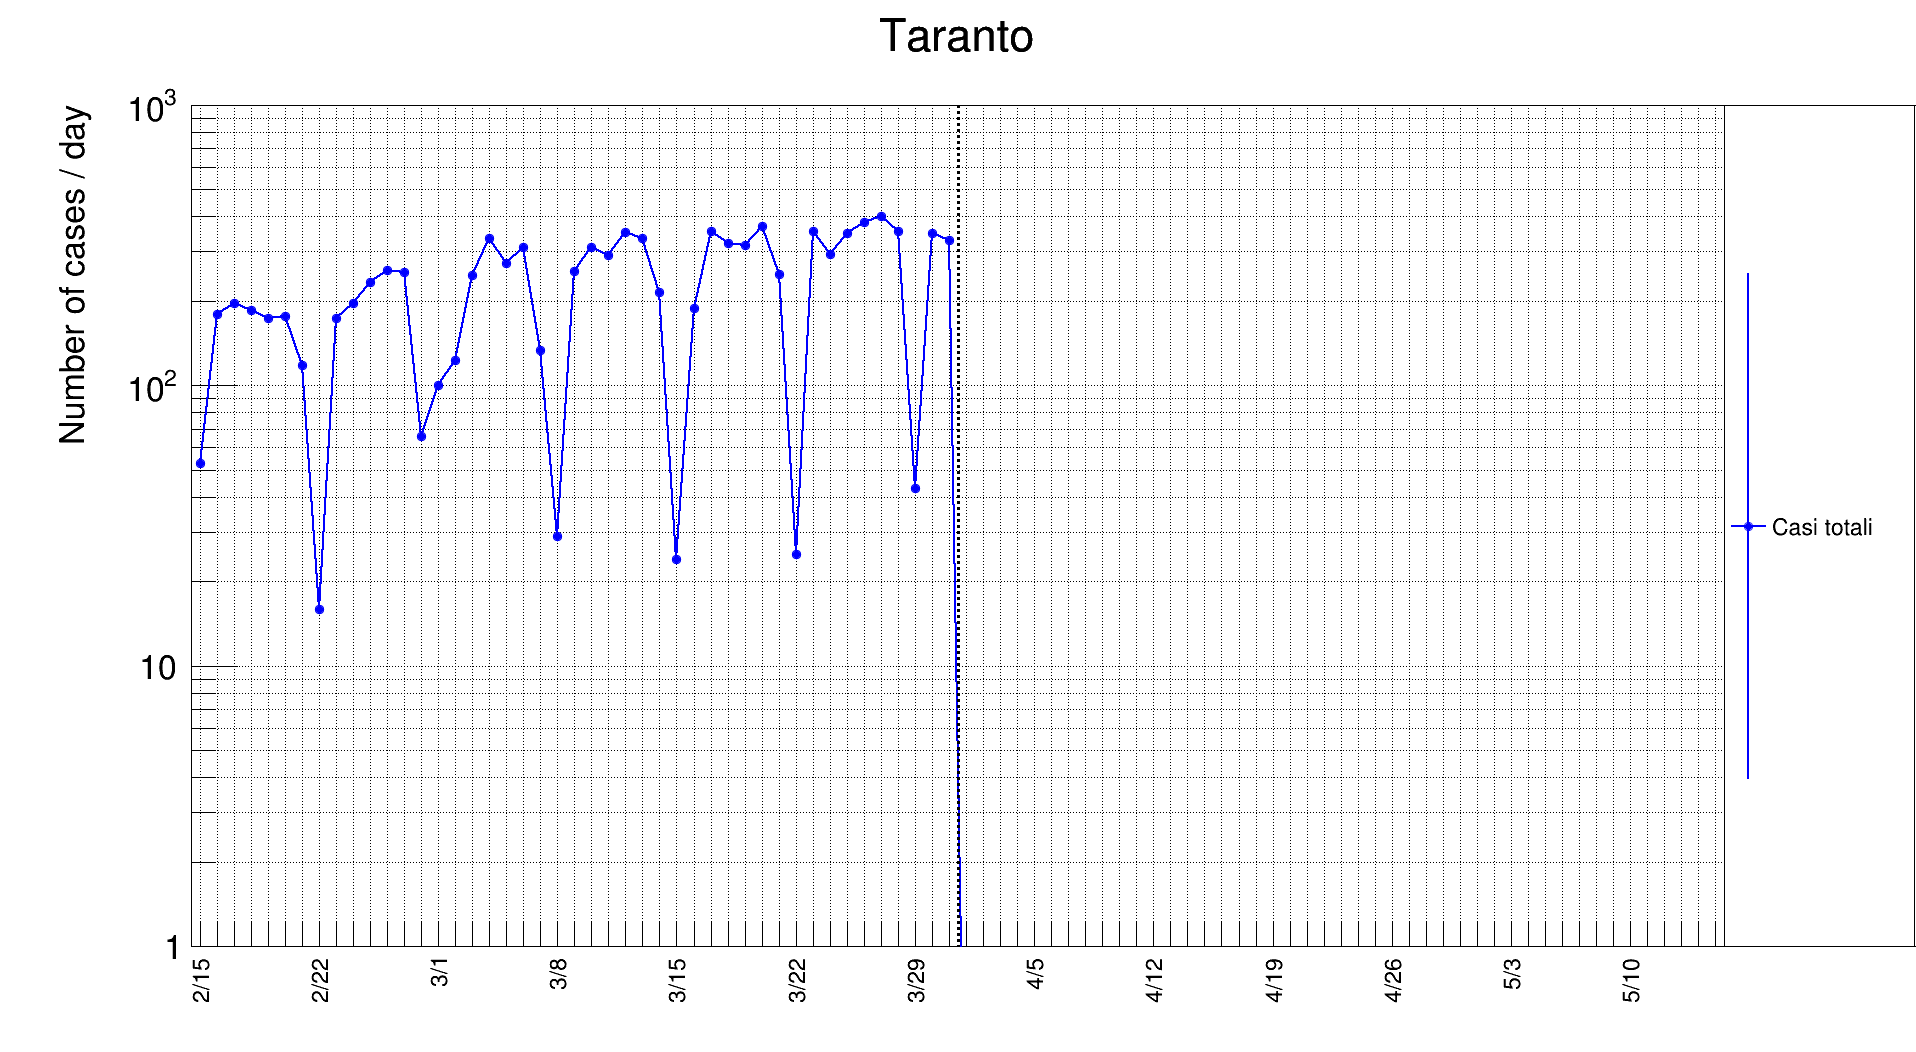 Taranto
Number of cases / day
10³
10²
10
1
2/15 2/22 3/1 3/8 3/15 3/22 3/29 4/5 4/12 4/19 4/26 5/3 5/10
Casi totali